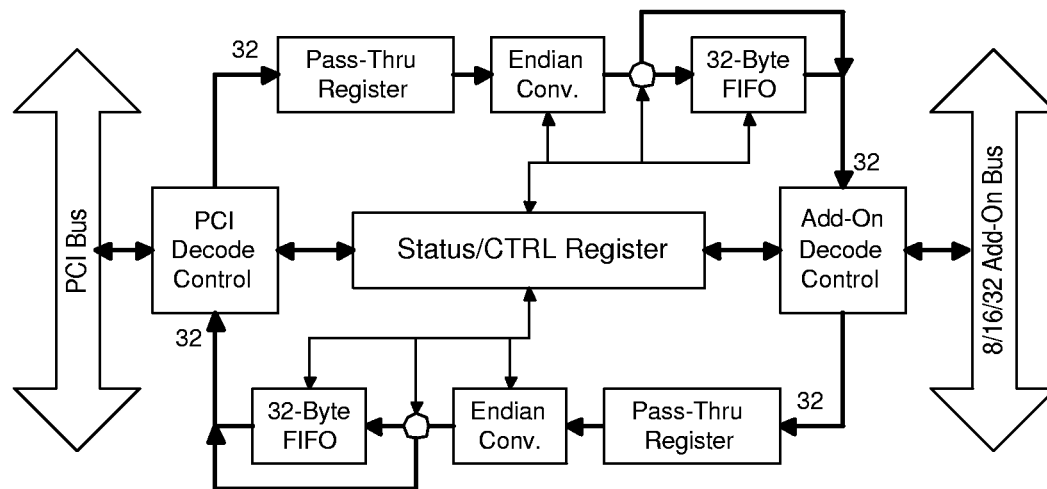 32
Pass-Thru
Register
Endian
Conv.
32-Byte
FIFO
32
PCI Bus
PCI
Decode
Control
Status/CTRL Register
Add-On
Decode
Control
8/16/32 Add-On Bus
32
32-Byte
FIFO
Endian
Conv.
Pass-Thru
Register
32